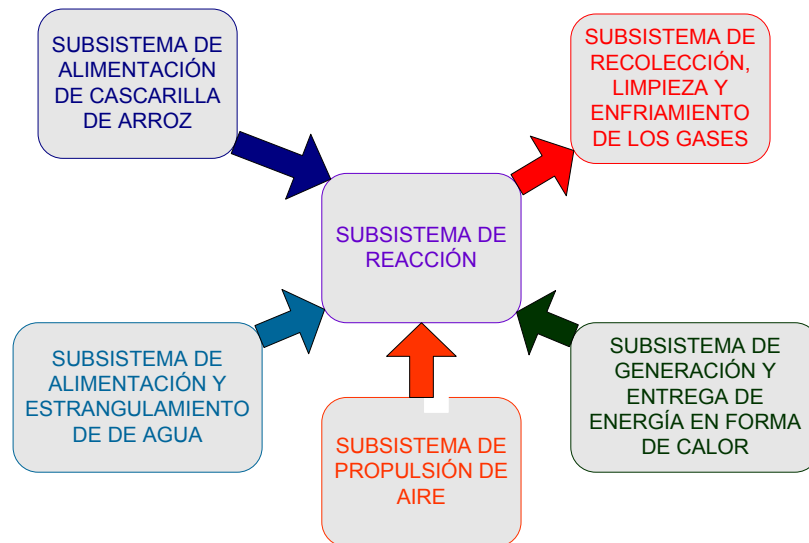 SUBSISTEMA DE
ALIMENTACIÓN
DE CASCARILLA
DE ARROZ
SUBSISTEMA DE
RECOLECCIÓN,
LIMPIEZA Y
ENFRIAMIENTO
DE LOS GASES
SUBSISTEMA DE
REACCIÓN
SUBSISTEMA DE
ALIMENTACIÓN Y
ESTRANGULAMIENTO
DE DE AGUA
SUBSISTEMA DE
PROPULSIÓN DE
AIRE
SUBSISTEMA DE
GENERACIÓN Y
ENTREGA DE
ENERGÍA EN FORMA
DE CALOR